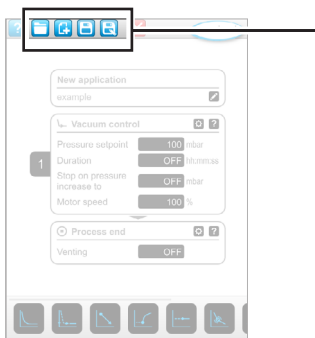 ?
New application
example
Vacuum control ?
Pressure setpoint 100 mbar
1
Duration OFF hh:mm:ss
Stop on pressure
increase to OFF mbar
Motor speed 100 %
Process end ?
Venting OFF